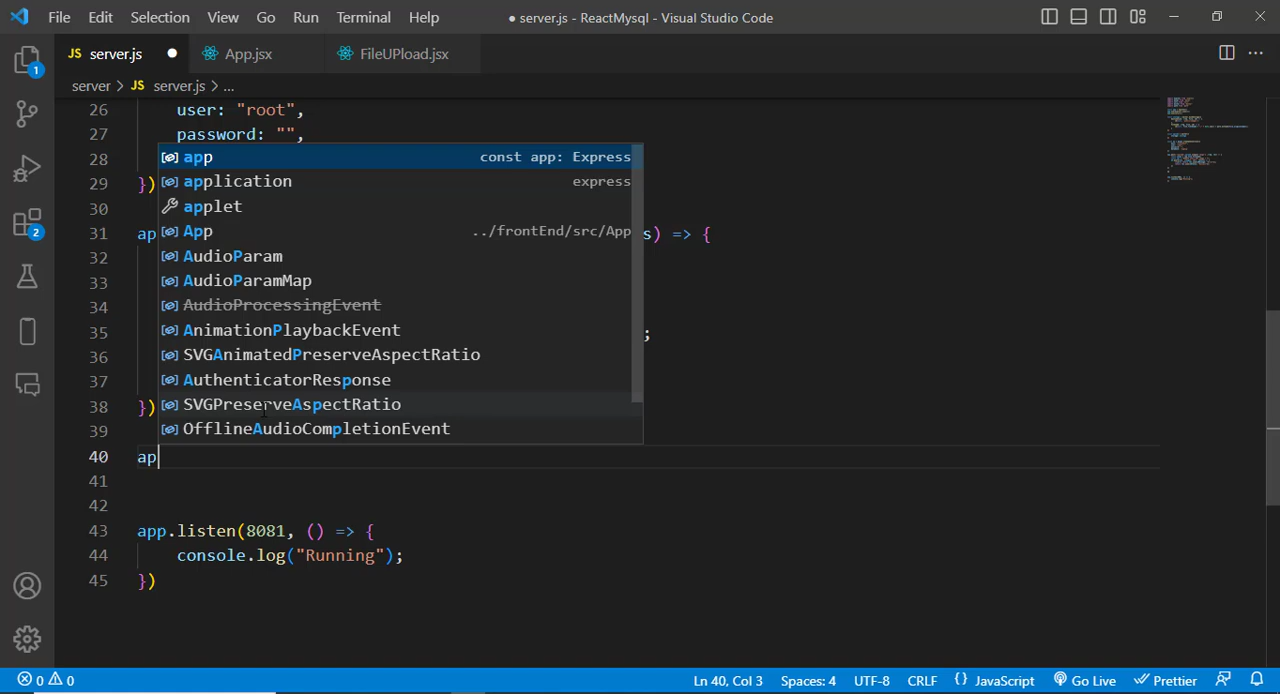 File Edit Selection View Go Run Terminal Help ● server.js - ReactMysql - Visual Studio Code
JS server.js ● App.jsx FileUPload.jsx
server > JS server.js > ...
26 user: "root",
27 password: "",
28
29 })
30
31 ap s) => {
32
33
34
35 ;
36
37
38 })
39
40 ap
41
42
43 app.listen(8081, () => {
44 console.log("Running");
45 })
app const app: Express
application express
applet
App ../frontEnd/src/App
AudioParam
AudioParamMap
AudioProcessingEvent
AnimationPlaybackEvent
SVGAnimatedPreserveAspectRatio
AuthenticatorResponse
SVGPreserveAspectRatio
OfflineAudioCompletionEvent
1
2
0 0 Ln 40, Col 3 Spaces: 4 UTF-8 CRLF {} JavaScript Go Live Prettier